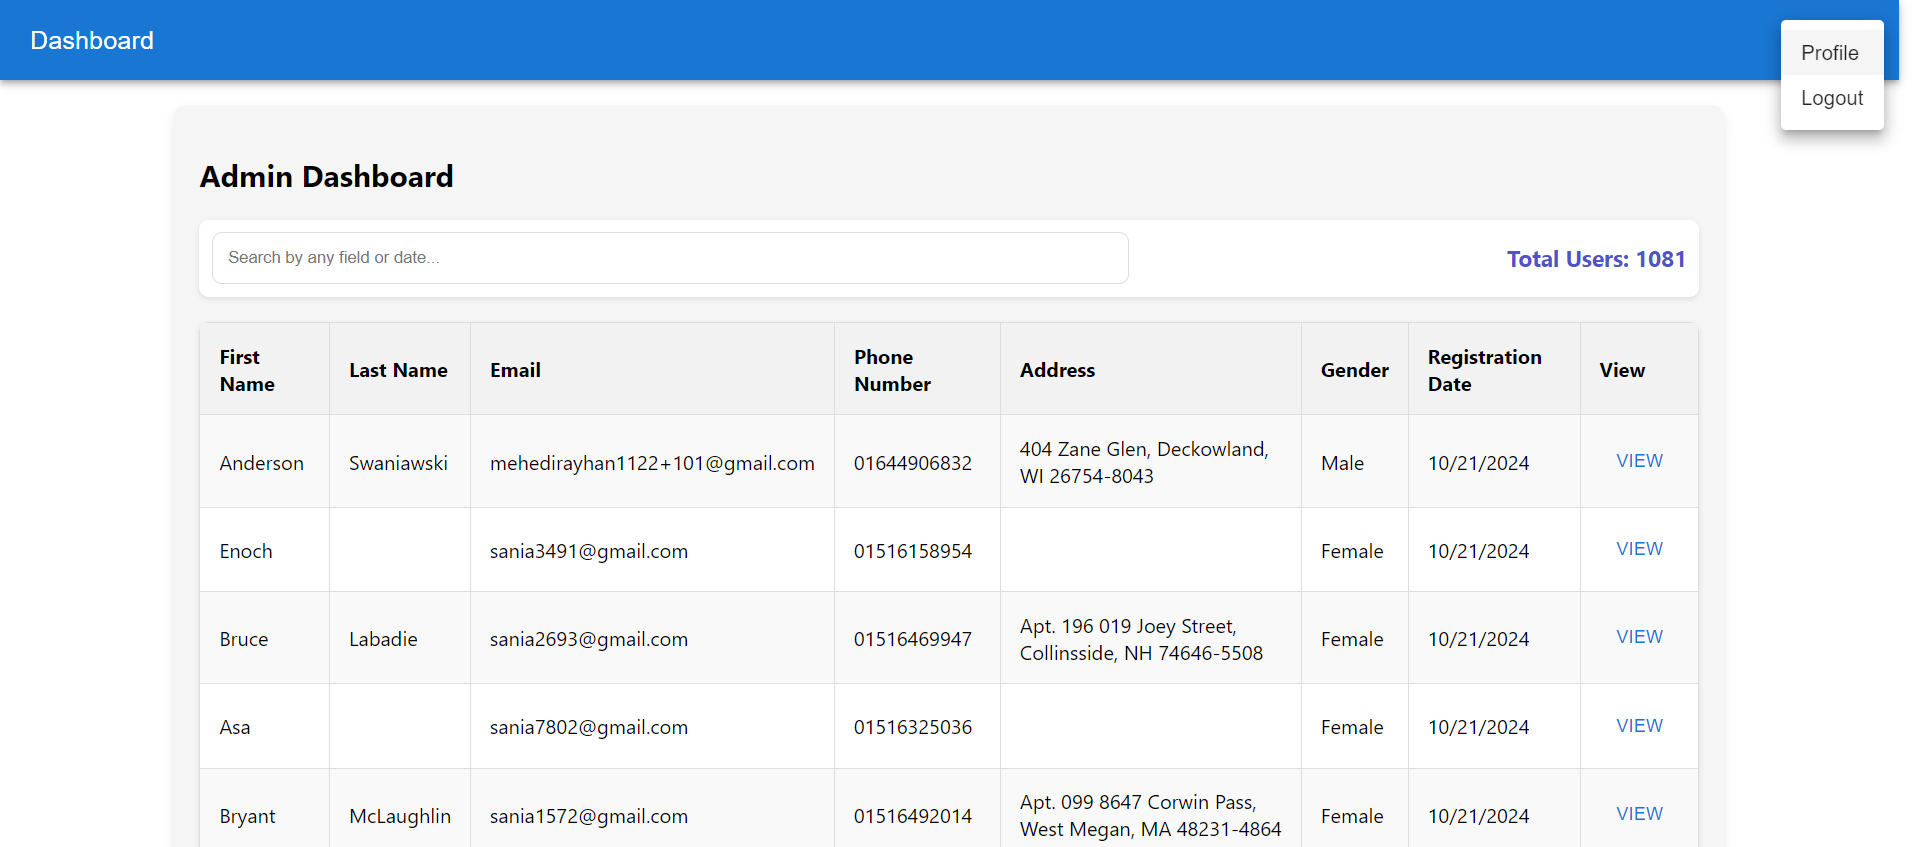 Dashboard
Profile
Logout
Admin Dashboard
Search by any field or date...
Total Users: 1081
First Name Last Name Email Phone Number Address Gender Registration Date View
Anderson Swaniawski mehedirayhan1122+101@gmail.com 01644906832 404 Zane Glen, Deckowland, WI 26754-8043 Male 10/21/2024 VIEW
Enoch sania3491@gmail.com 01516158954 Female 10/21/2024 VIEW
Bruce Labadie sania2693@gmail.com 01516469947 Apt. 196 019 Joey Street, Collinsside, NH 74646-5508 Female 10/21/2024 VIEW
Asa sania7802@gmail.com 01516325036 Female 10/21/2024 VIEW
Bryant McLaughlin sania1572@gmail.com 01516492014 Apt. 099 8647 Corwin Pass, West Megan, MA 48231-4864 Female 10/21/2024 VIEW